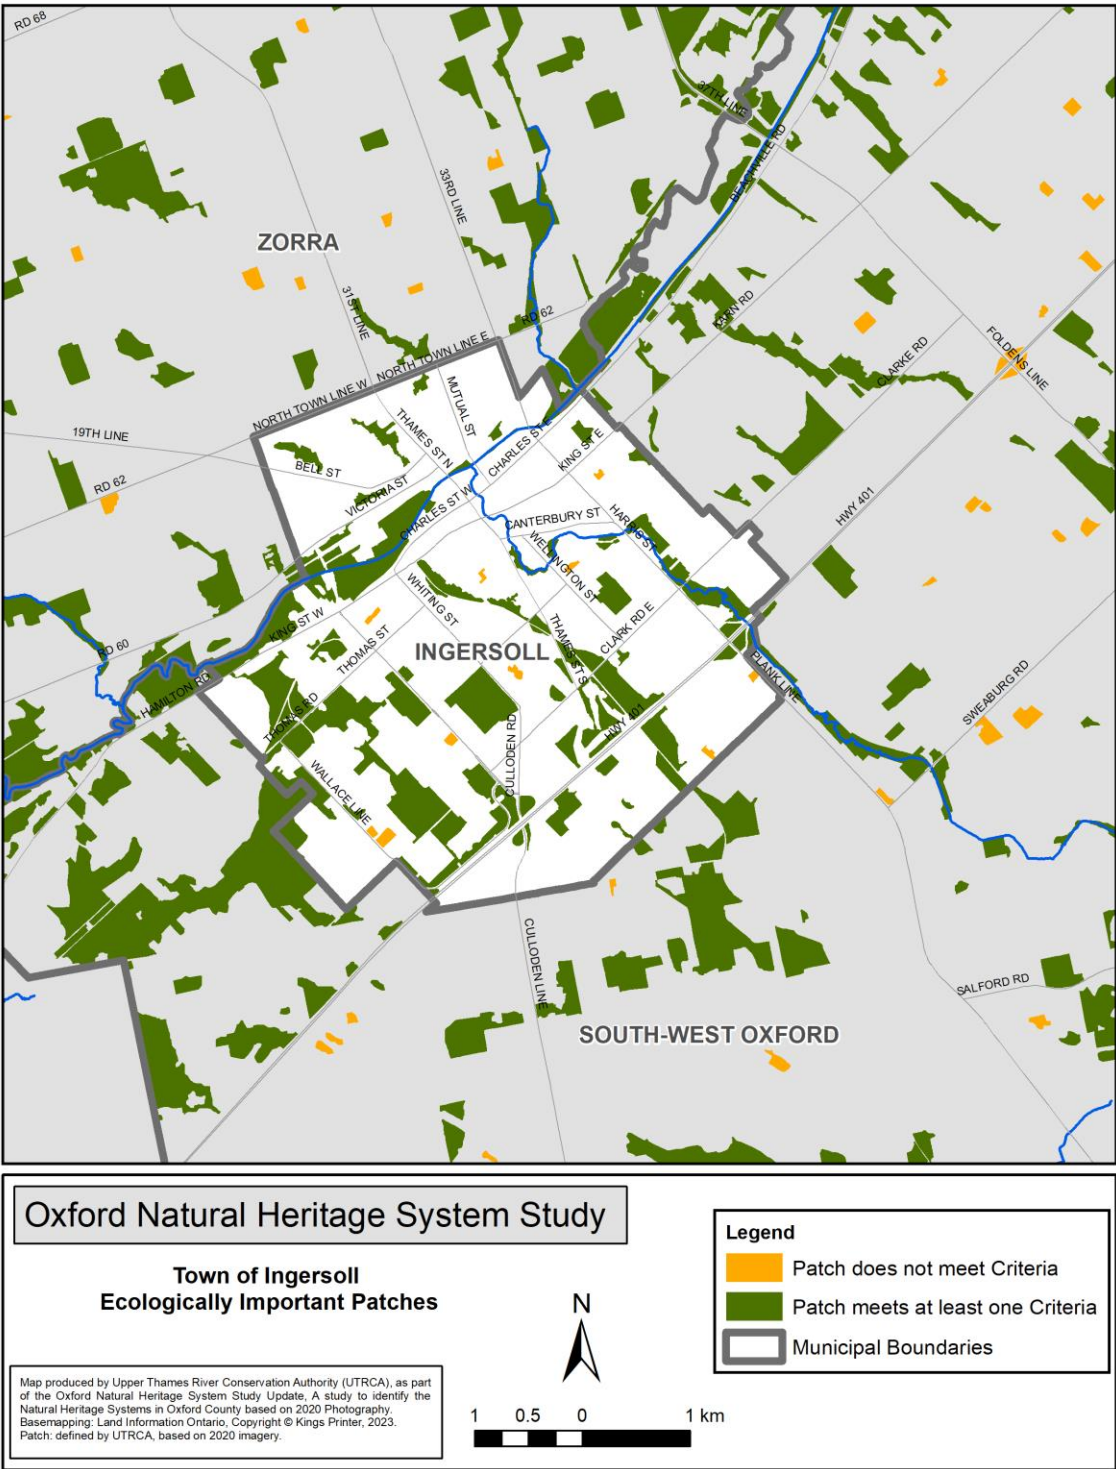 RD 68
37TH LINE
BEACHVILLE RD
33RD LINE
ZORRA
31ST LINE
RD 62
KARN RD
NORTH TOWN LINE E
NORTH TOWN LINE W
FOLDENS LINE
CLARKE RD
MUTUAL ST
THAMES ST N
19TH LINE
CHARLES ST E
KING ST E
BELL ST
RD 62
VICTORIA ST
HWY 401
CHARLES ST W
CANTERBURY ST
HARRIS ST
WELLINGTON ST
WHITING ST
KING ST W
THOMAS ST
THAMES ST S
CLARK RD E
RD 60
INGERSOLL
HAMILTON RD
PLANK LINE
SWEABURG RD
THOMAS RD
HWY 401
CULLODEN RD
WALLACE LINE
CULLODEN LINE
SALFORD RD
SOUTH-WEST OXFORD
Oxford Natural Heritage System Study
Town of Ingersoll
Ecologically Important Patches
Map produced by Upper Thames River Conservation Authority (UTRCA), as part
of the Oxford Natural Heritage System Study Update, A study to identify the
Natural Heritage Systems in Oxford County based on 2020 Photography.
Basemapping: Land Information Ontario, Copyright © Kings Printer, 2023.
Patch: defined by UTRCA, based on 2020 imagery.
N
1 0.5 0 1 km
Legend
Patch does not meet Criteria
Patch meets at least one Criteria
Municipal Boundaries